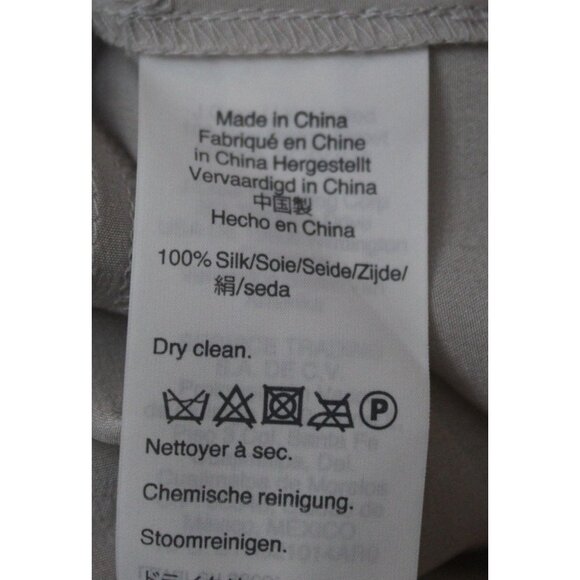 Made in China
Fabriqué en Chine
in China Hergestellt
Vervaardigd in China
中国製
Hecho en China
100% Silk/Soie/Seide/Zijde/
絹/seda
Dry clean.
P
Nettoyer à sec.
Chemische reinigung.
Stoomreinigen.